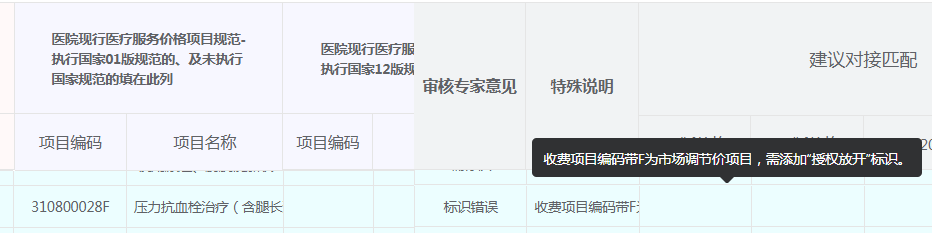 医院现行医疗服务价格项目规范-
执行国家01版规范的、及未执行
国家规范的填在此列
医院现行医疗服
执行国家12版规
审核专家意见
特殊说明
建议对接匹配
项目编码
项目名称
项目编码
20
收费项目编码带F为市场调节价项目，需添加“授权放开”标识。
310800028F
压力抗血栓治疗（含腿长
标识错误
收费项目编码带F